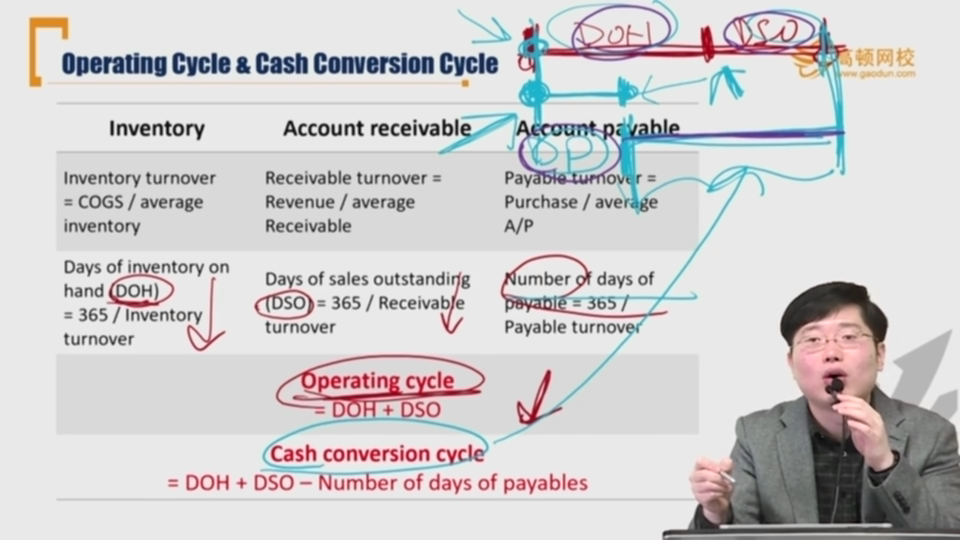 Operating Cycle & Cash Conversion Cycle
DOH
DSO
高顿网校
www.gaodun.com
Inventory
Account receivable
Account payable
DP
Inventory turnover
= COGS / average
inventory
Receivable turnover =
Revenue / average
Receivable
Payable turnover =
Purchase / average
A/P
Days of inventory on
hand (DOH)
= 365 / Inventory
turnover
Days of sales outstanding
(DSO) = 365 / Receivable
turnover
Number of days of
payable = 365 /
Payable turnover
Operating cycle
= DOH + DSO
Cash conversion cycle
= DOH + DSO – Number of days of payables